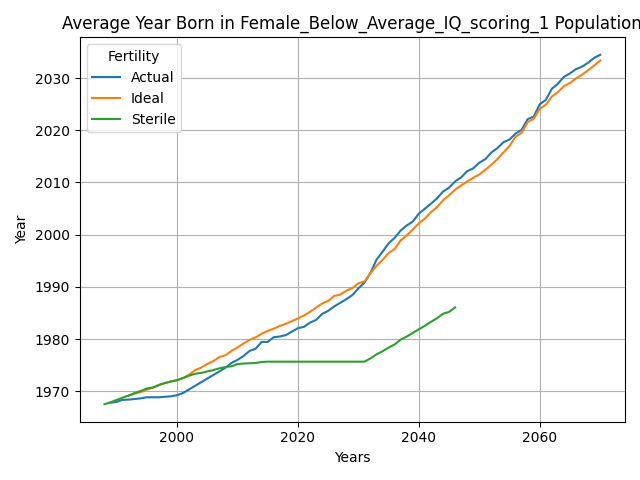 Average Year Born in Female_Below_Average_IQ_scoring_1 Population
Fertility
Actual
Ideal
Sterile
Year
2030
2020
2010
2000
1990
1980
1970
2000
2020
2040
2060
Years